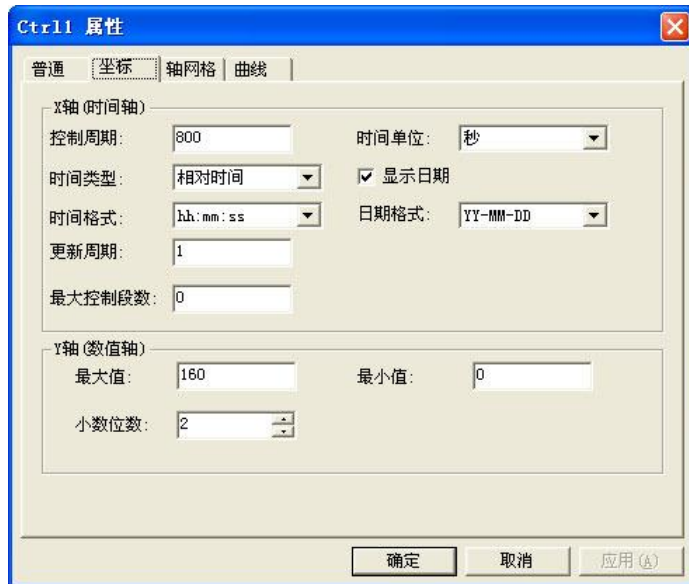 Ctrl1 属性
普通 坐标 轴网格 曲线
X轴(时间轴)
控制周期: 800 时间单位: 秒
时间类型: 相对时间 显示日期
时间格式: hh:mm:ss 日期格式: YY-MM-DD
更新周期: 1
最大控制段数: 0
Y轴(数值轴)
最大值: 160 最小值: 0
小数位数: 2
确定 取消 应用(A)